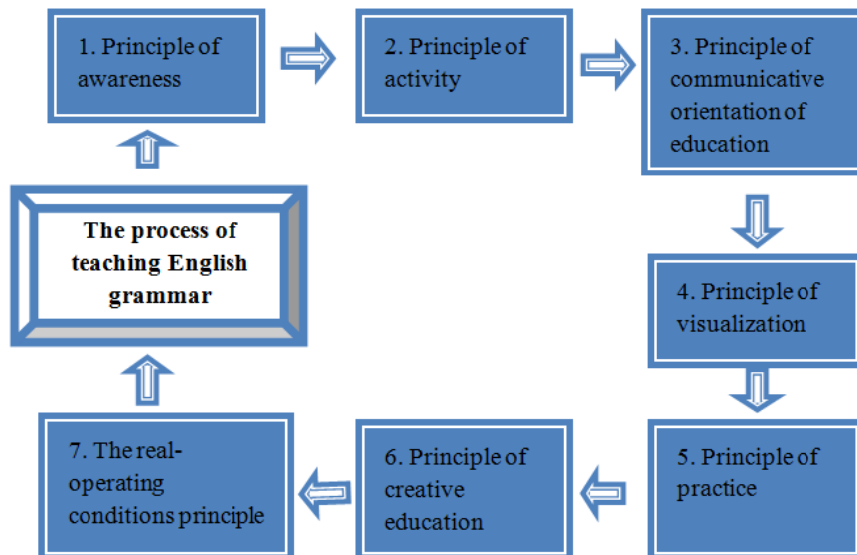 1. Principle of
awareness
2. Principle of
activity
3. Principle of
communicative
orientation of
education
The process of
teaching English
grammar
4. Principle of
visualization
7. The real-
operating
conditions principle
6. Principle of
creative
education
5. Principle of
practice